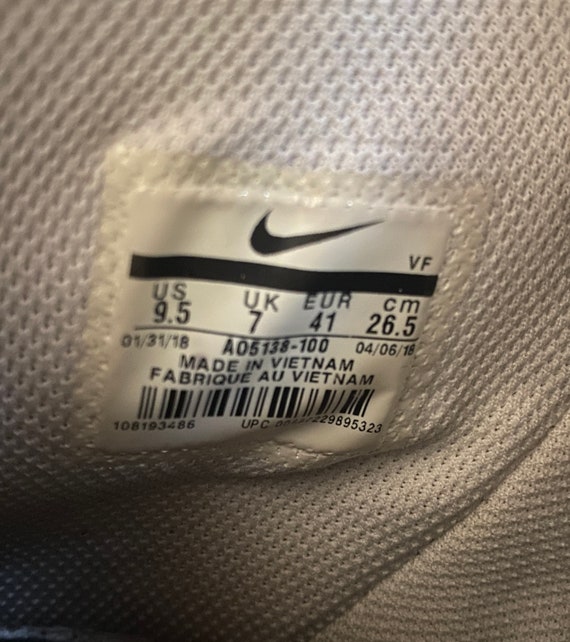 VF
US UK EUR cm
9.5 7 41 26.5
01/31/18 AO5138-100 04/06/18
MADE IN VIETNAM
FABRIQUE AU VIETNAM
108193486 UPC